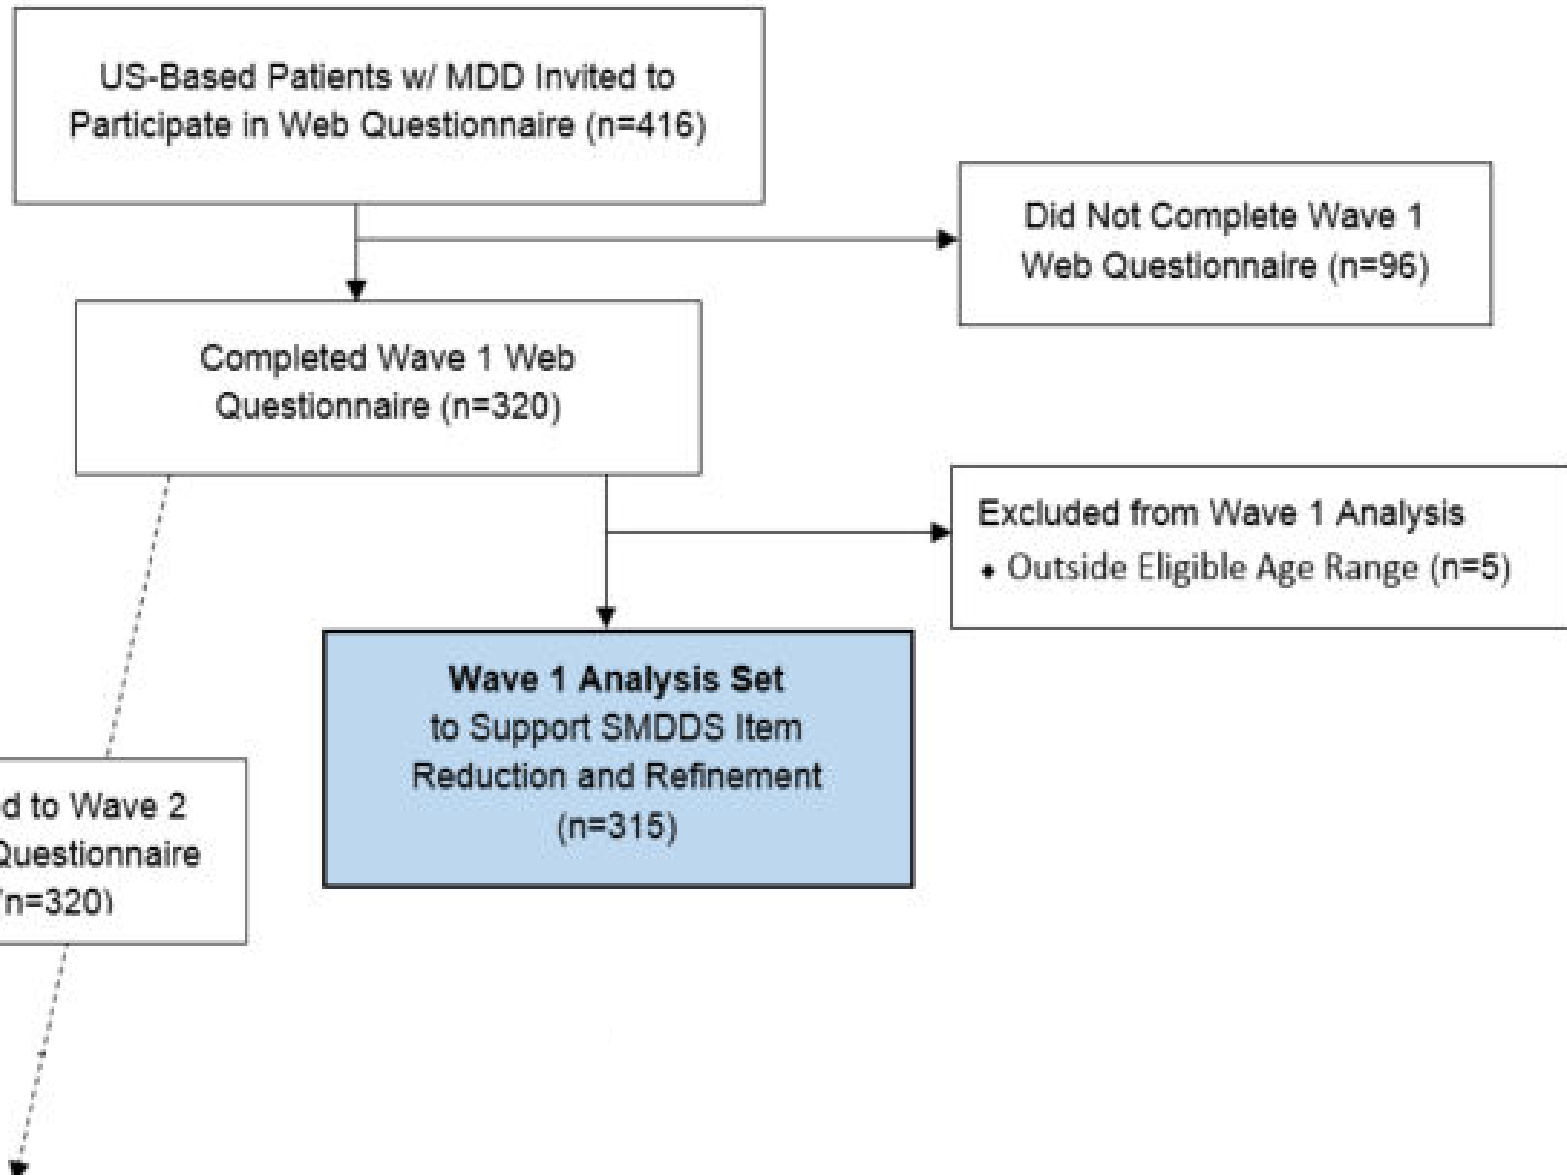 US-Based Patients w/ MDD Invited to
Participate in Web Questionnaire (n=416)
Did Not Complete Wave 1
Web Questionnaire (n=96)
Completed Wave 1 Web
Questionnaire (n=320)
Excluded from Wave 1 Analysis
• Outside Eligible Age Range (n=5)
Wave 1 Analysis Set
to Support SMDDS Item
Reduction and Refinement
(n=315)
to Wave 2
Questionnaire
(n=320)